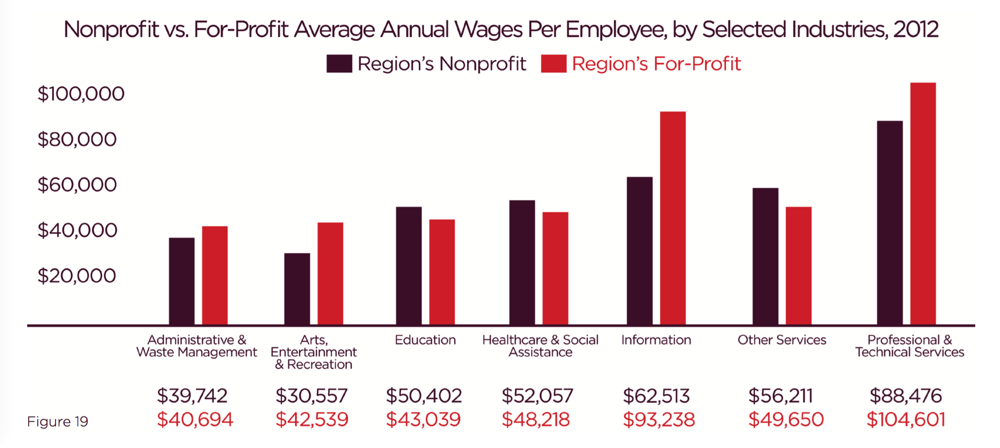 Nonprofit vs. For-Profit Average Annual Wages Per Employee, by Selected Industries, 2012
Region’s Nonprofit Region’s For-Profit
$100,000
$80,000
$60,000
$40,000
$20,000
Administrative &
Waste Management
Arts,
Entertainment
& Recreation
Education
Healthcare & Social
Assistance
Information
Other Services
Professional &
Technical Services
$39,742 $30,557 $50,402 $52,057 $62,513 $56,211 $88,476
Figure 19
$40,694 $42,539 $43,039 $48,218 $93,238 $49,650 $104,601